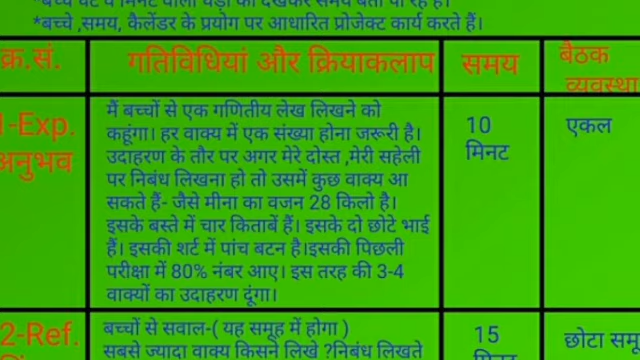 *बच्चे ,समय, कैलेंडर के प्रयोग पर आधारित प्रोजेक्ट कार्य करते हैं।
क्र.सं. गतिविधियां और क्रियाकलाप समय बैठक
व्यवस्था
1-Exp.
अनुभव
मैं बच्चों से एक गणितीय लेख लिखने को
कहूंगा। हर वाक्य में एक संख्या होना जरूरी है।
उदाहरण के तौर पर अगर मेरे दोस्त ,मेरी सहेली
पर निबंध लिखना हो तो उसमें कुछ वाक्य आ
सकते हैं- जैसे मीना का वजन 28 किलो है।
इसके बस्ते में चार किताबें हैं। इसके दो छोटे भाई
हैं। इसकी शर्ट में पांच बटन है।इसकी पिछली
परीक्षा में 80% नंबर आए। इस तरह की 3-4
वाक्यों का उदाहरण दूंगा।
10
मिनट
एकल
2-Ref.
बच्चों से सवाल-( यह समूह में होगा )
सबसे ज्यादा वाक्य किसने लिखे ?निबंध लिखते
15
छोटा समू